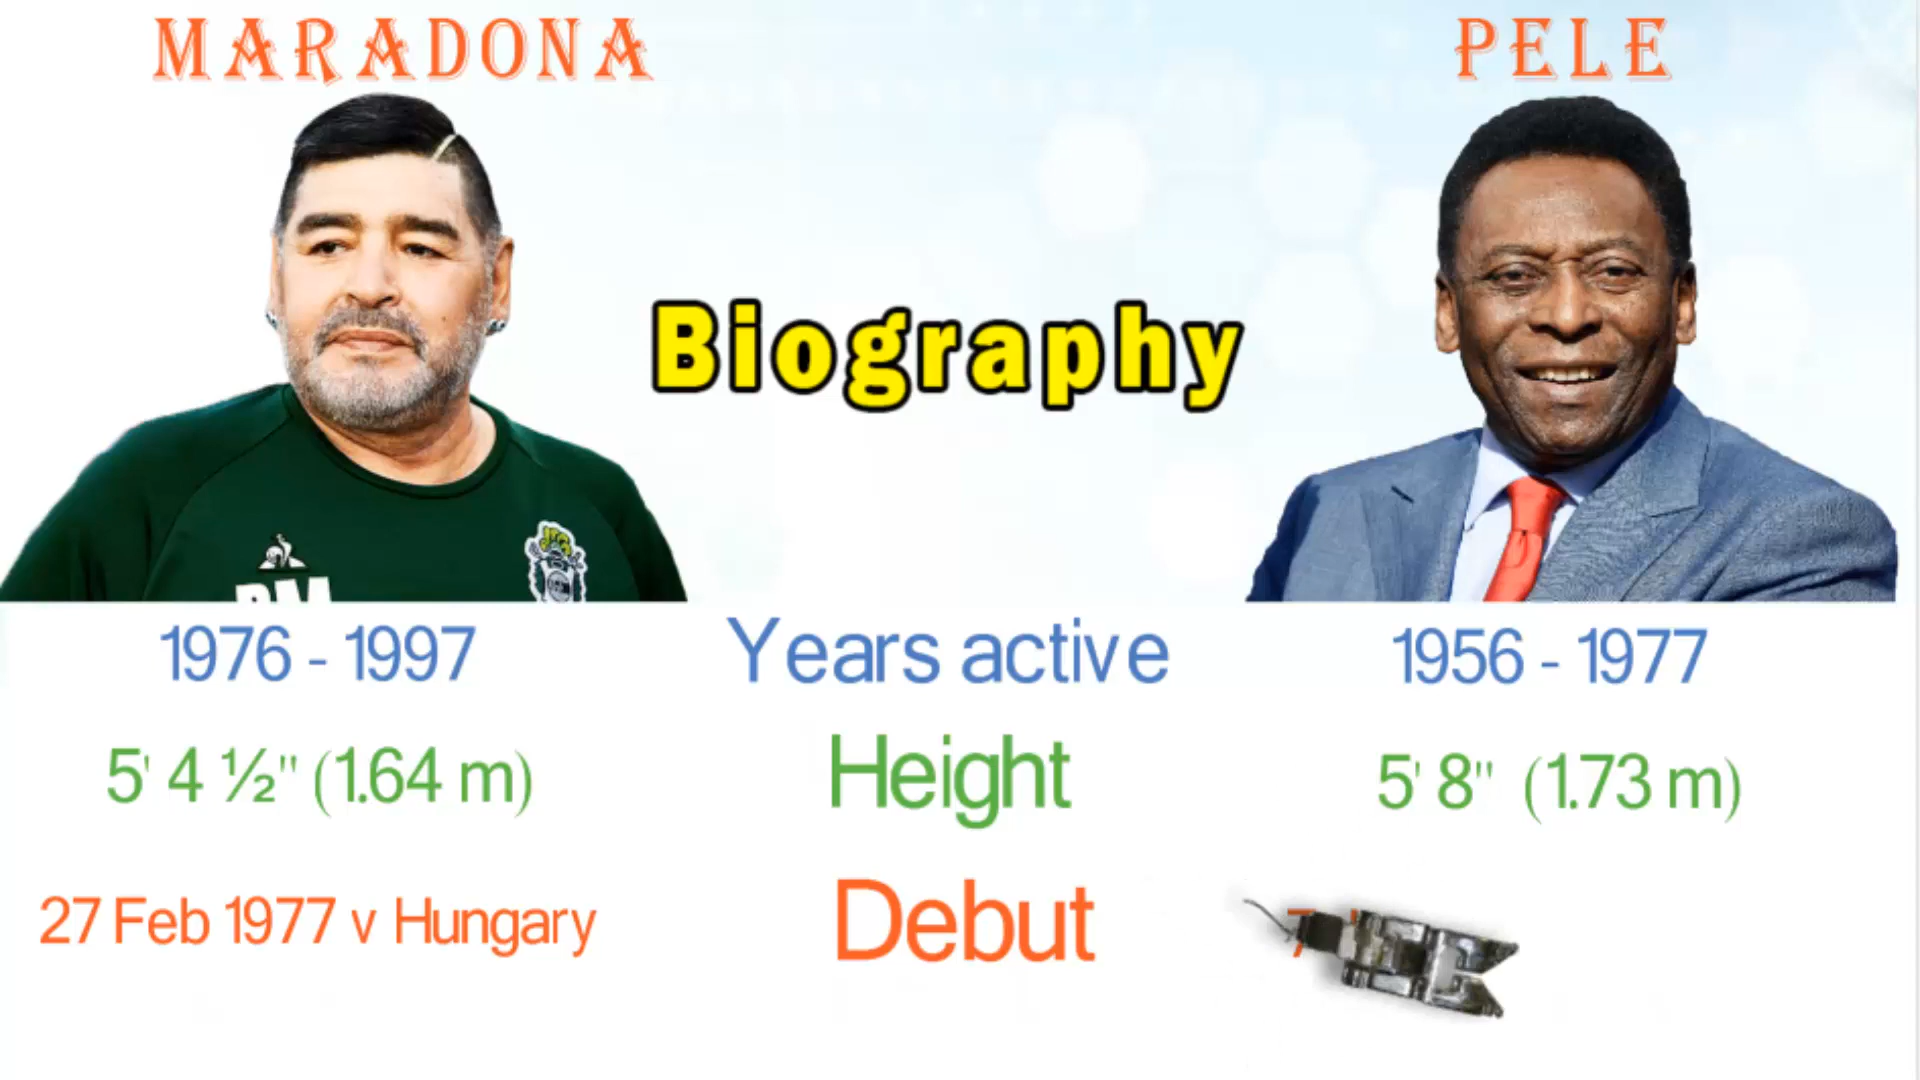 MARADONA
PELE
Biography
1976 - 1997 Years active 1956 - 1977
5' 4 ½" (1.64 m) Height 5' 8" (1.73 m)
27 Feb 1977 v Hungary Debut 7